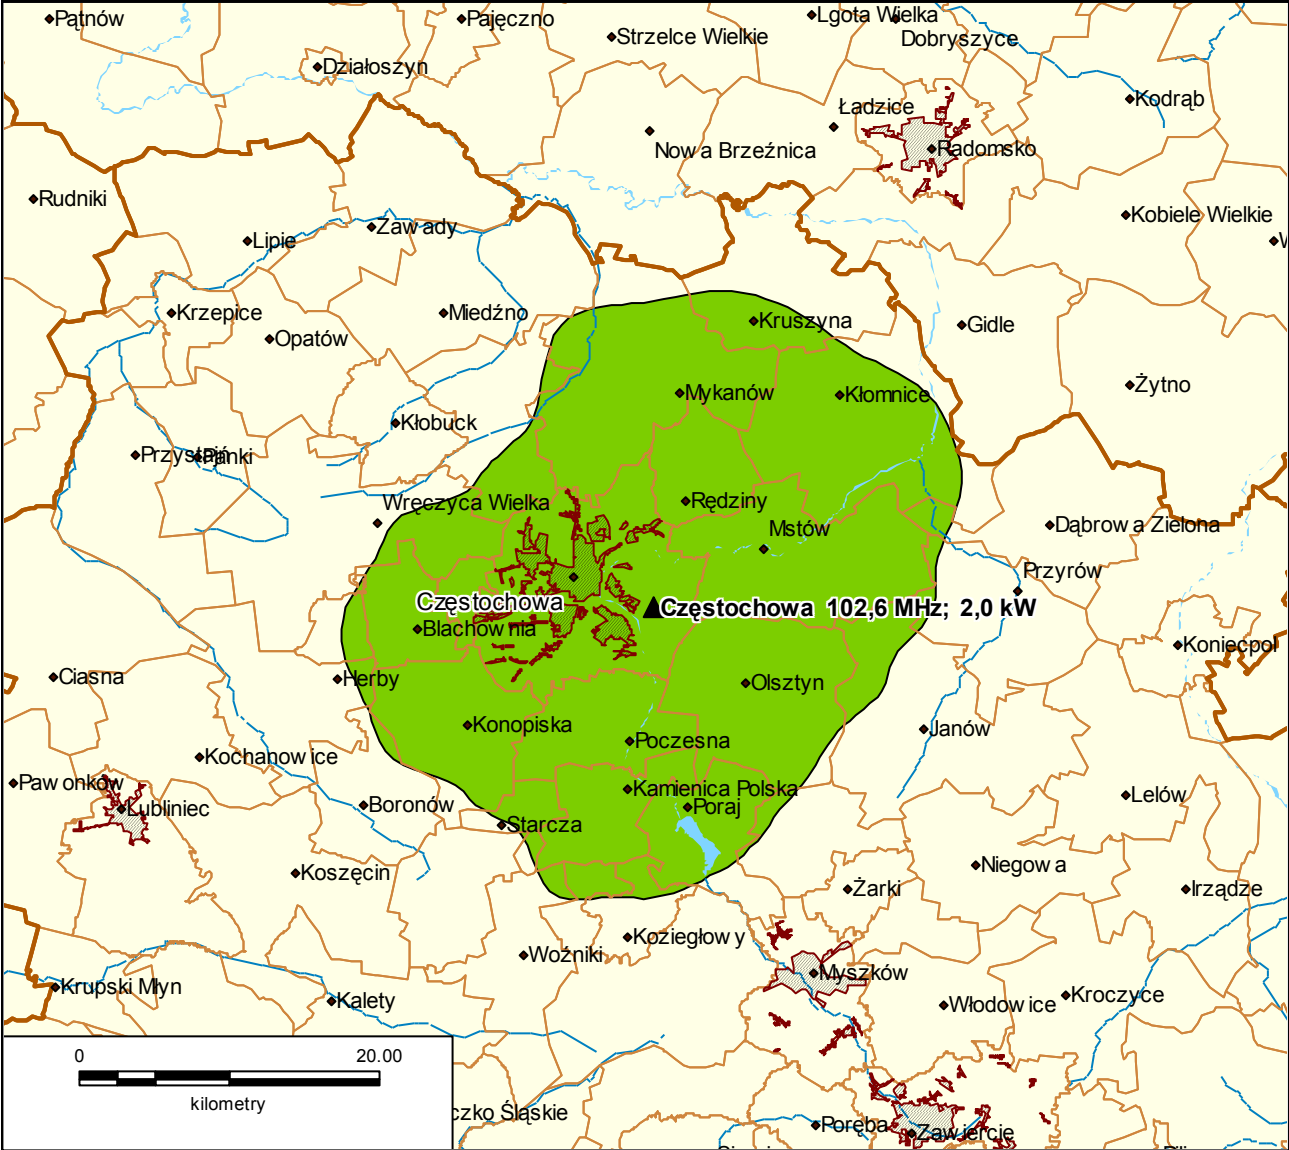 Pątnów
Pajęczno
Lgota Wielka
Strzelce Wielkie
Dobryszyce
Działoszyn
Kodrąb
Ładzice
Nowa Brzeźnica
Radomsko
Rudniki
Kobiele Wielkie
Zawady
Lipie
Krzepice
Miedźno
Kruszyna
Gidle
Opatów
Żytno
Mykanów
Kłomnice
Kłobuck
Przystajń
Panki
Wręczyca Wielka
Rędziny
Mstów
Dąbrowa Zielona
Przyrów
Częstochowa
Częstochowa 102,6 MHz; 2,0 kW
Blachownia
Koniecpol
Ciasna
Herby
Olsztyn
Konopiska
Janów
Poczesna
Kochanowice
Pawonków
Kamienica Polska
Lelów
Lubliniec
Boronów
Poraj
Starcza
Niegowa
Koszęcin
Żarki
Irządze
Koziegłowy
Woźniki
Myszków
Krupski Młyn
Kalety
Włodowice
Kroczyce
0
20.00
kilometry
czko Śląskie
Poręba
Zawiercie